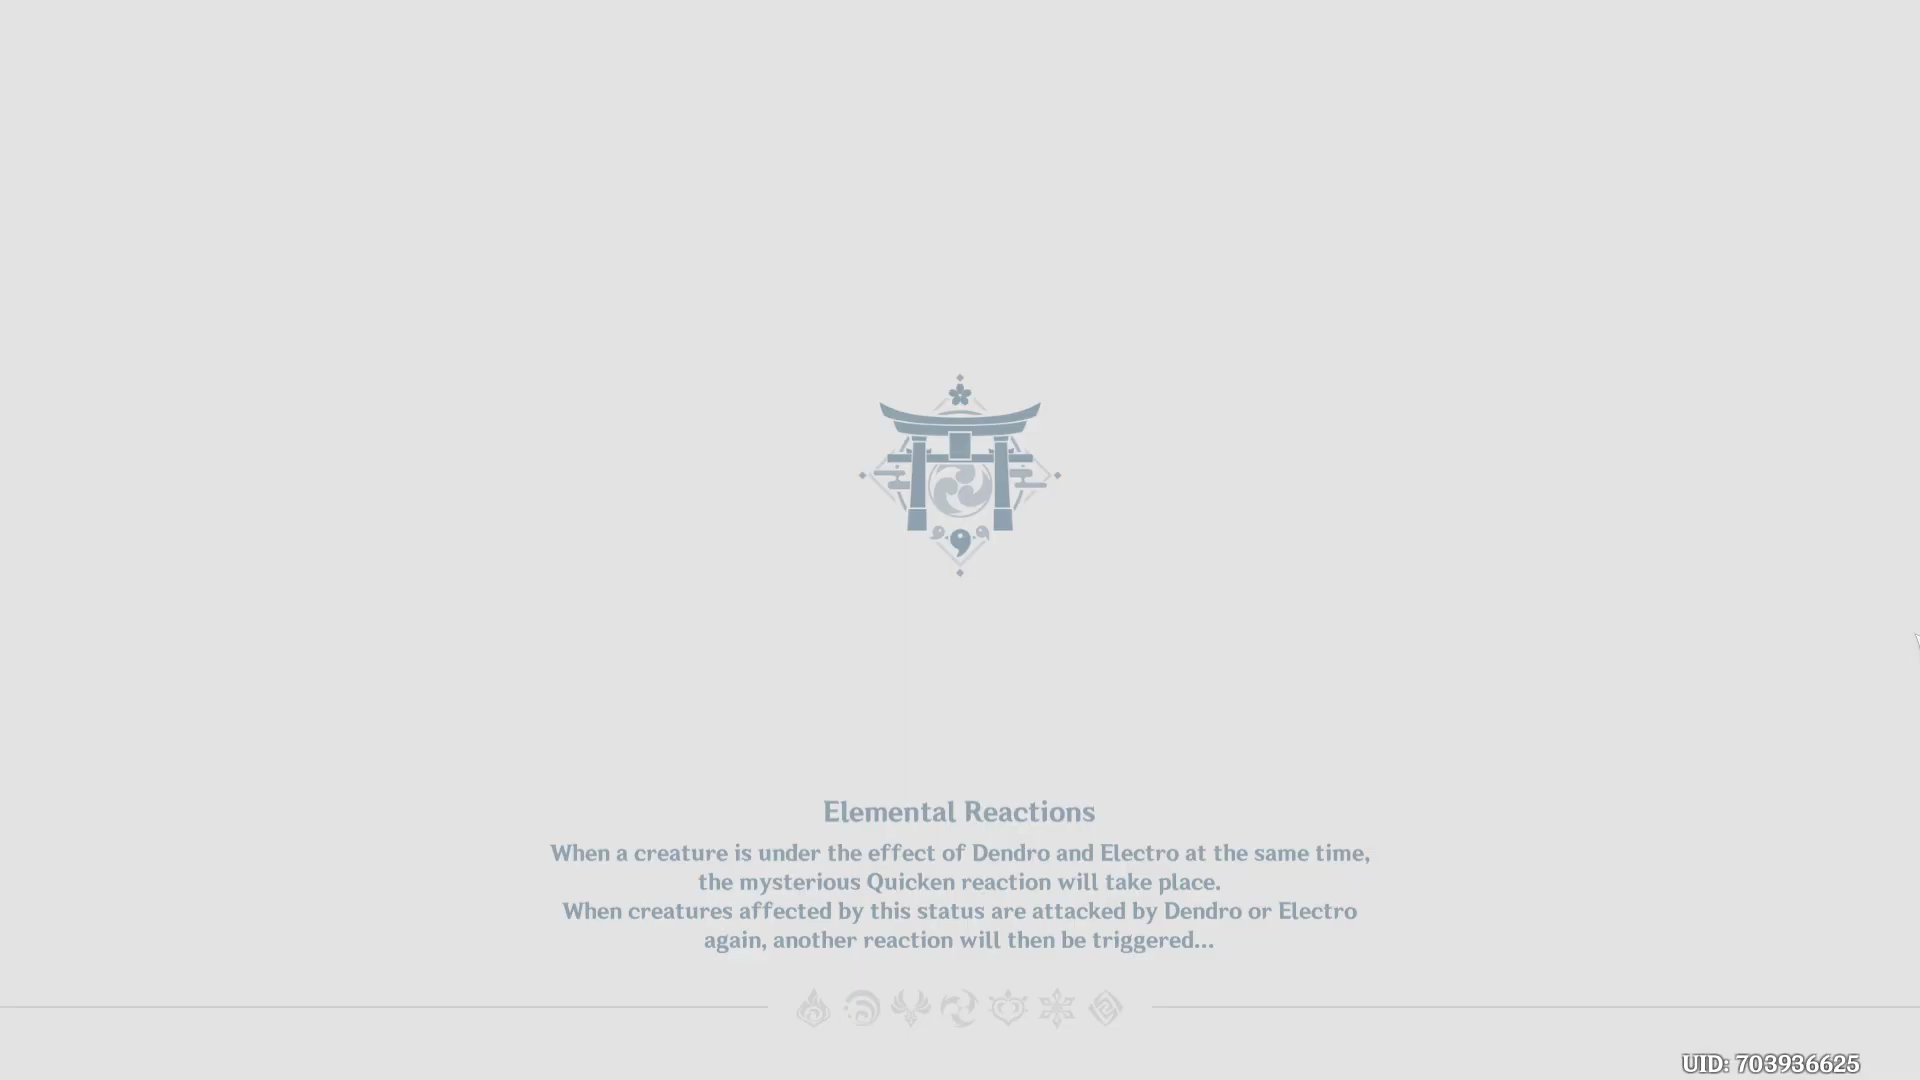 Elemental Reactions
When a creature is under the effect of Dendro and Electro at the same time,
the mysterious Quicken reaction will take place.
When creatures affected by this status are attacked by Dendro or Electro
again, another reaction will then be triggered...
UID: 703936625